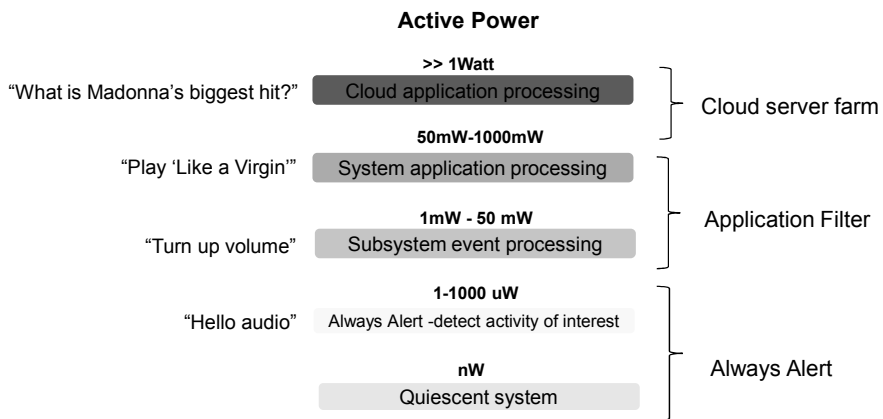 Active Power
>> 1Watt
“What is Madonna’s biggest hit?”
Cloud application processing
Cloud server farm
50mW-1000mW
“Play ‘Like a Virgin’”
System application processing
Application Filter
1mW - 50 mW
“Turn up volume”
Subsystem event processing
1-1000 uW
“Hello audio”
Always Alert -detect activity of interest
Always Alert
nW
Quiescent system